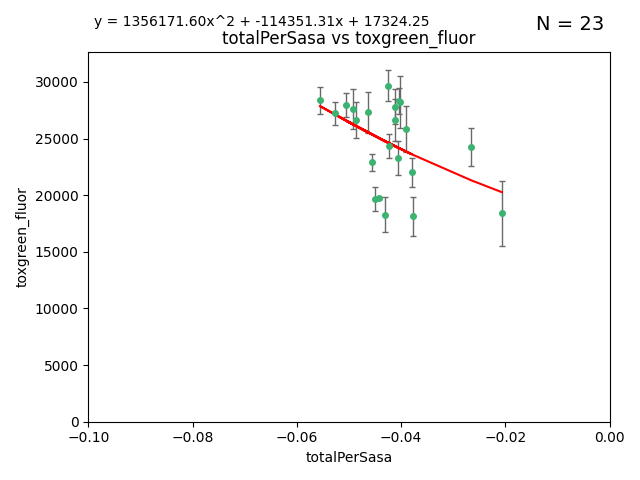 y = 1356171.60x^2 + -114351.31x + 17324.25
N = 23
totalPerSasa vs toxgreen_fluor
30000
25000
20000
15000
10000
5000
0
toxgreen_fluor
−0.10
−0.08
−0.06
−0.04
−0.02
0.00
totalPerSasa